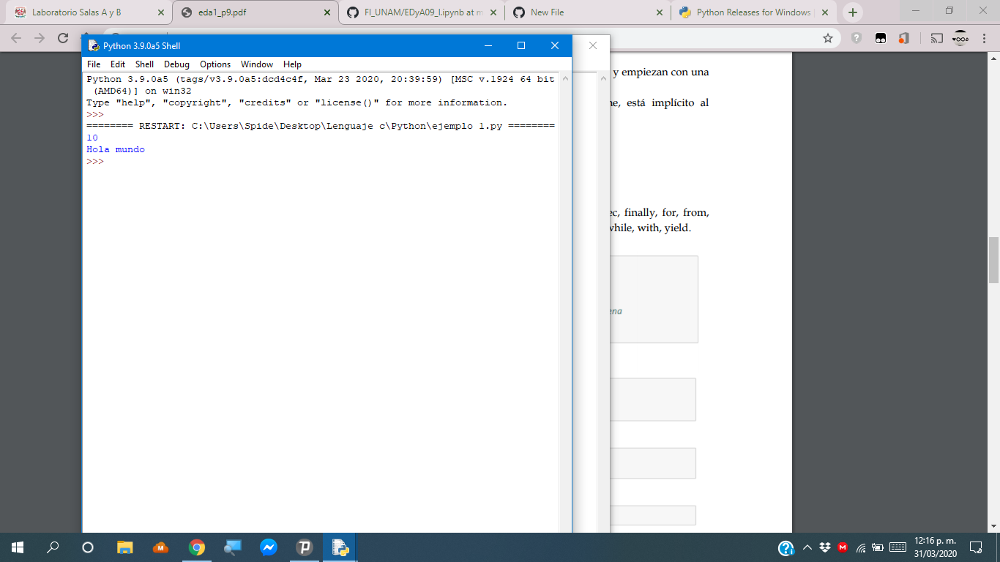 Laboratorio Salas A y B
eda1_p9.pdf
FI_UNAM/EDyA09_I.ipynb at m
New File
Python Releases for Windows
Python 3.9.0a5 Shell
File Edit Shell Debug Options Window Help
Python 3.9.0a5 (tags/v3.9.0a5:dcd4c4f, Mar 23 2020, 20:39:59) [MSC v.1924 64 bit
(AMD64)] on win32
Type "help", "copyright", "credits" or "license()" for more information.
>>>
======== RESTART: C:\Users\Spide\Desktop\Lenguaje c\Python\ejemplo 1.py ========
10
Hola mundo
>>>
y empiezan con una
ne, está implícito al
ec, finally, for, from,
while, with, yield.
ena
12:16 p. m.
31/03/2020